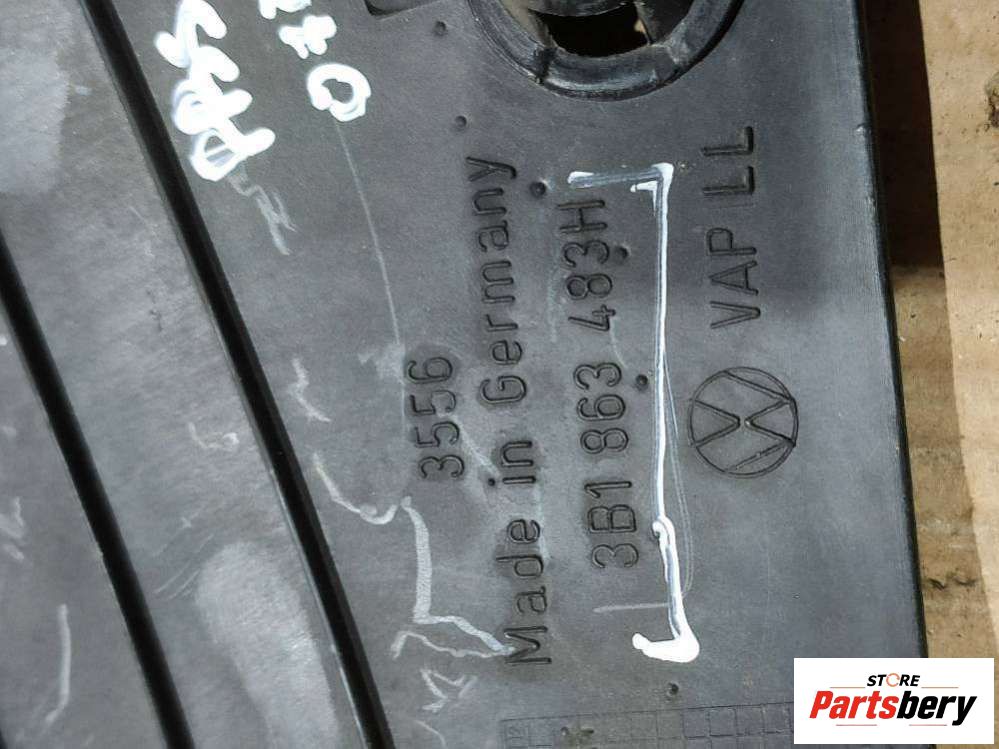 3556
Made in Germany
3B1 863 483H
VAP LL
STORE
Partsbery